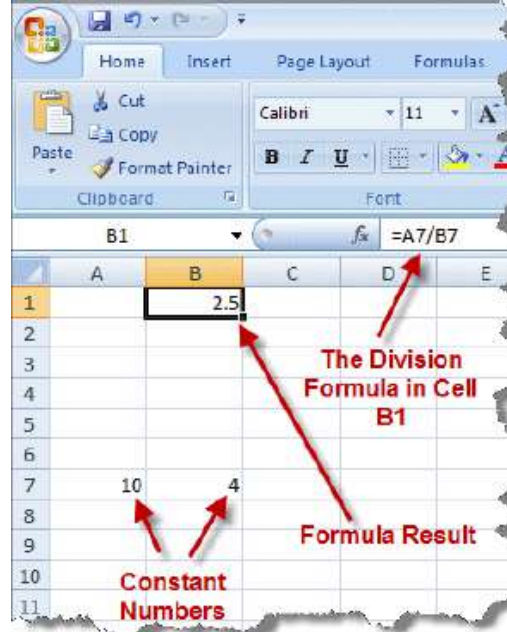 Home Insert Page Layout Formulas
Cut
Calibri 11 A
Copy
Paste
Format Painter
B I U A
Clipboard Font
B1 fx =A7/B7
A B C D E
1 2.5
2
3
The Division
4
Formula in Cell
5
B1
6
7 10 4
8
Formula Result
9
10
Constant
11
Numbers